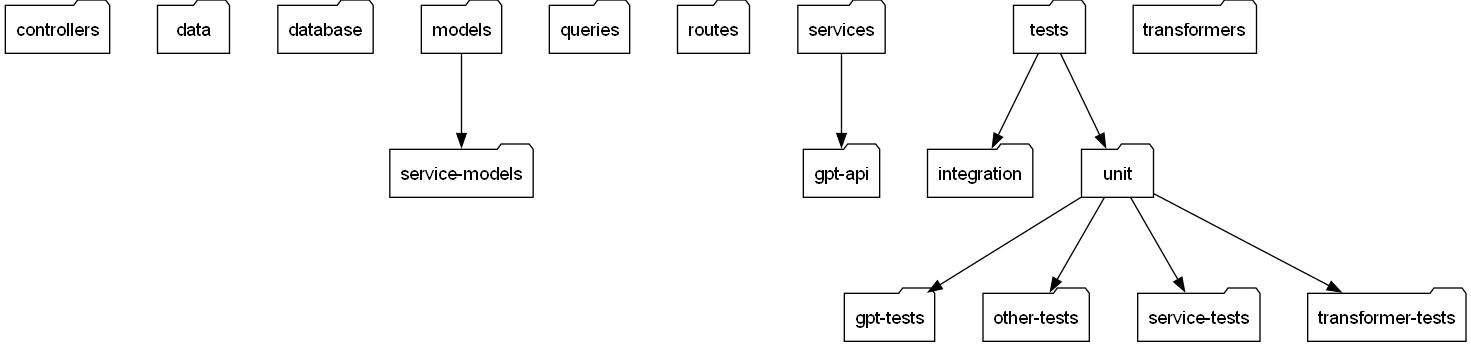 controllers
data
database
models
queries
routes
services
tests
transformers
service-models
gpt-api
integration
unit
gpt-tests
other-tests
service-tests
transformer-tests